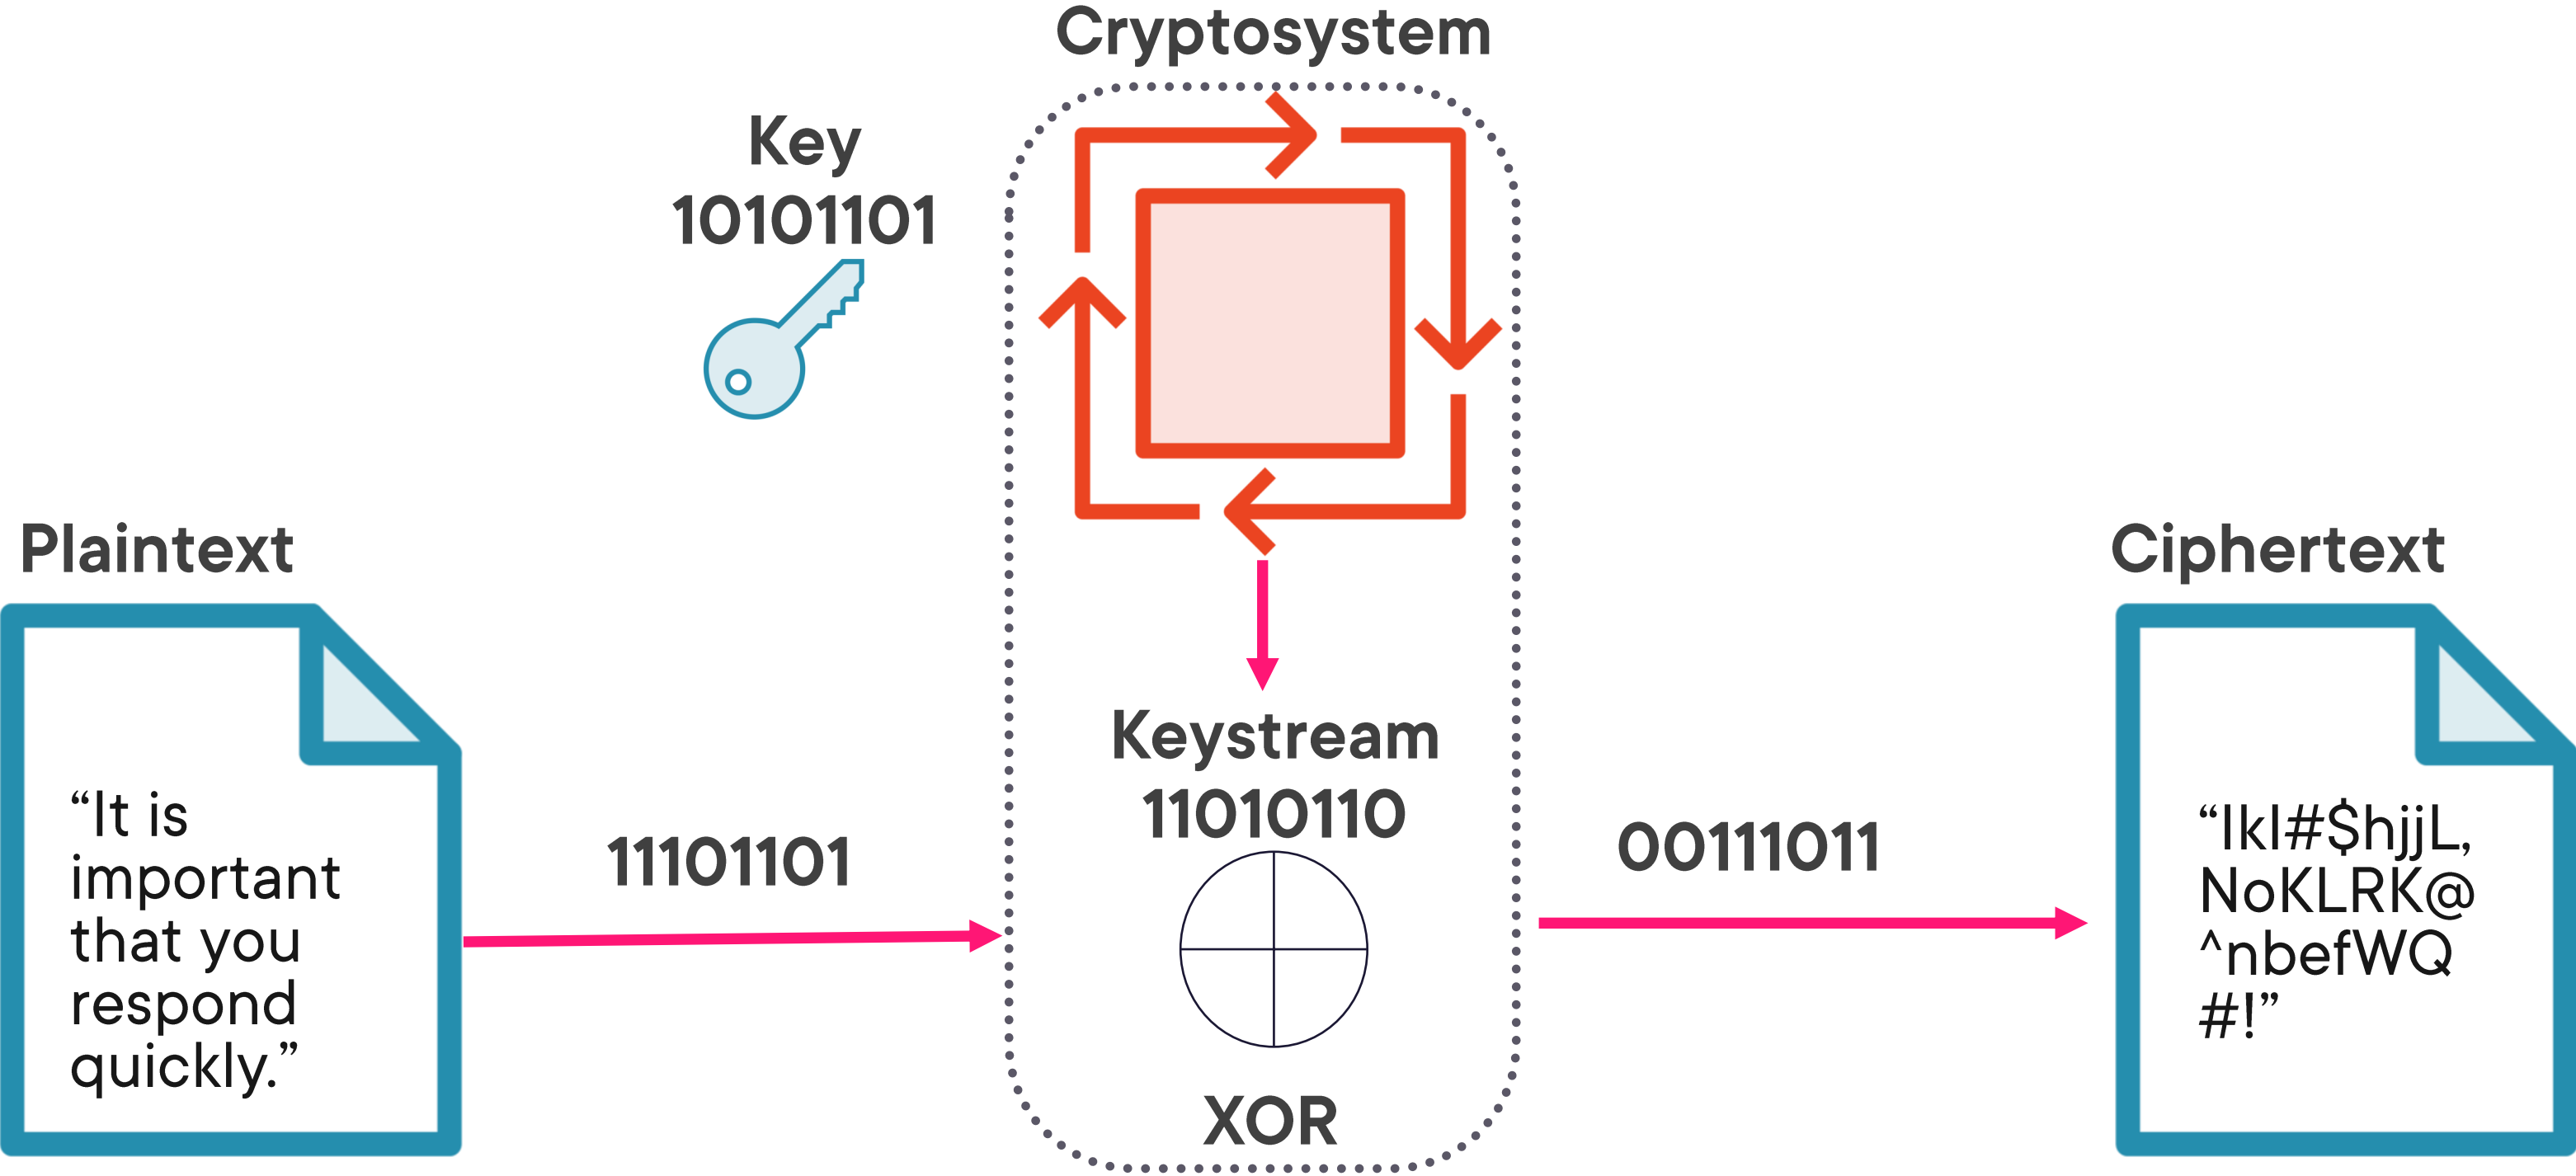 Cryptosystem
Key
10101101
Plaintext
“It is
important
that you
respond
quickly.”
11101101
Keystream
11010110
XOR
00111011
Ciphertext
“Ikl#$hjjL,
NoKLRK@
^nbefWQ
#!”